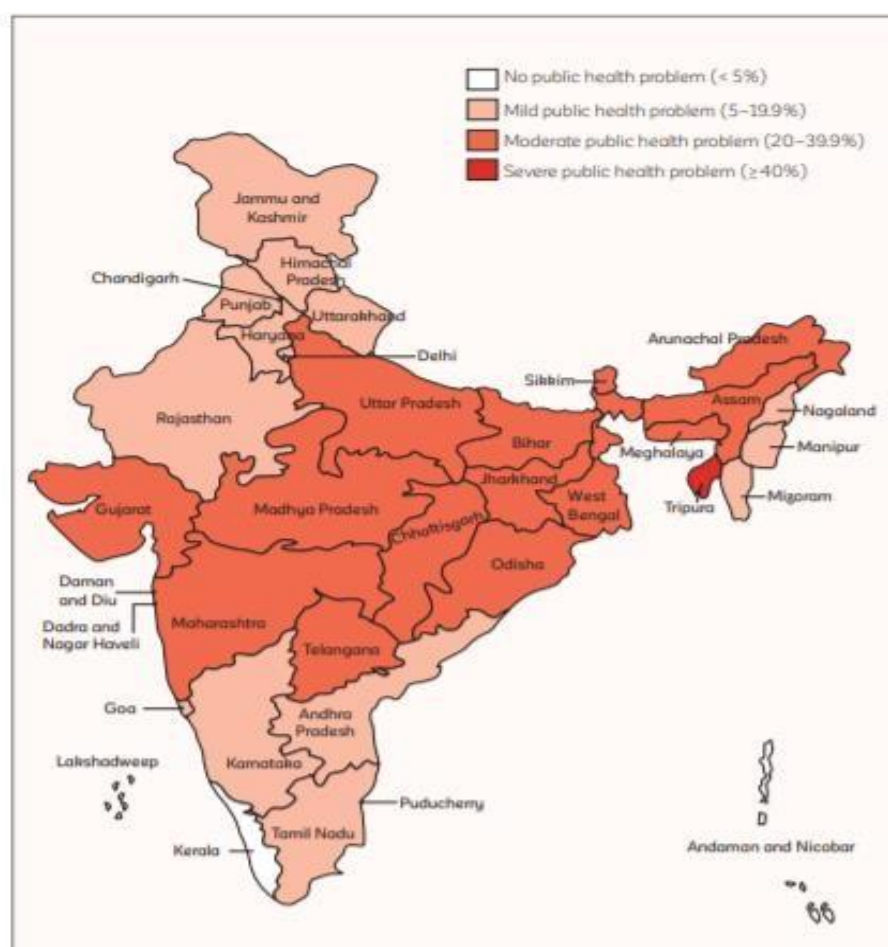 No public health problem (< 5%)
Mild public health problem (5–19.9%)
Moderate public health problem (20–39.9%)
Severe public health problem (≥40%)
Jammu and
Kashmir
Himachal
Pradesh
Chandigarh
Punjab
Uttarakhand
Haryana
Delhi
Arunachal Pradesh
Sikkim
Rajasthan
Uttar Pradesh
Assam
Nagaland
Bihar
Meghalaya
Manipur
Jharkhand
Gujarat
Madhya Pradesh
West
Bengal
Tripura
Mizoram
Chhattisgarh
Odisha
Daman
and Diu
Dadra and
Nagar Haveli
Maharashtra
Telangana
Goa
Andhra
Pradesh
Lakshadweep
Karnataka
Puducherry
Tamil Nadu
Kerala
Andaman and Nicobar